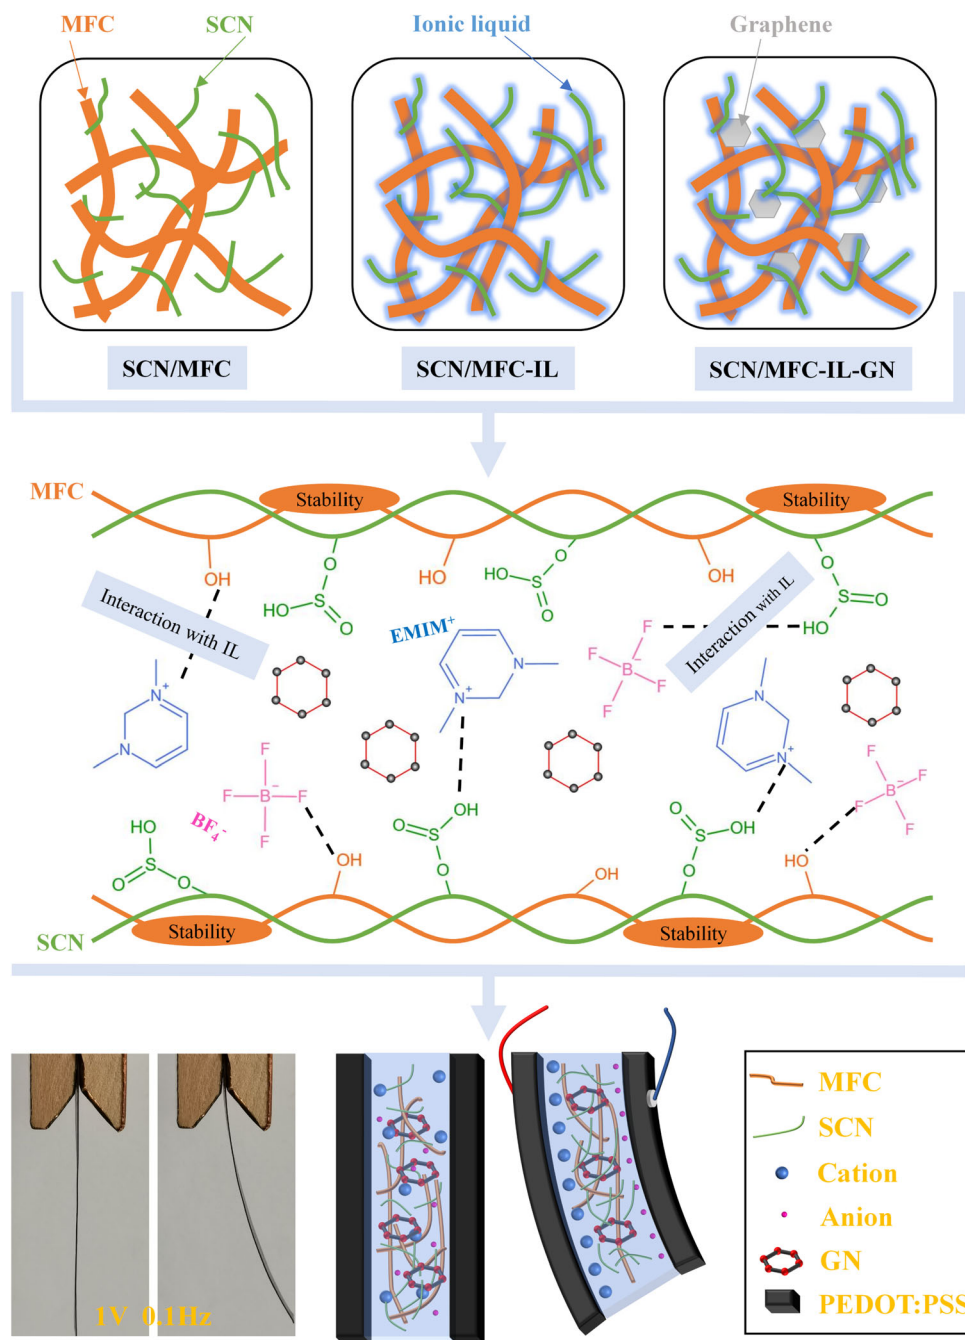 MFC
SCN
Ionic liquid
Graphene
SCN/MFC
SCN/MFC-IL
SCN/MFC-IL-GN
MFC
Stability
Stability
OH
O
S
HO
O
HO
O
HO
S
O
OH
O
S
O
HO
Interaction with IL
EMIM+
Interaction with IL
N+
N
N
N+
F
F
B-
F
F
N+
F
F
B-
F
F
F
B-
F
F
F
BF4-
HO
S
O
O
OH
OH
O
S
O
OH
O
S
OH
O
HO
SCN
Stability
Stability
1V 0.1Hz
MFC
SCN
Cation
Anion
GN
PEDOT:PSS